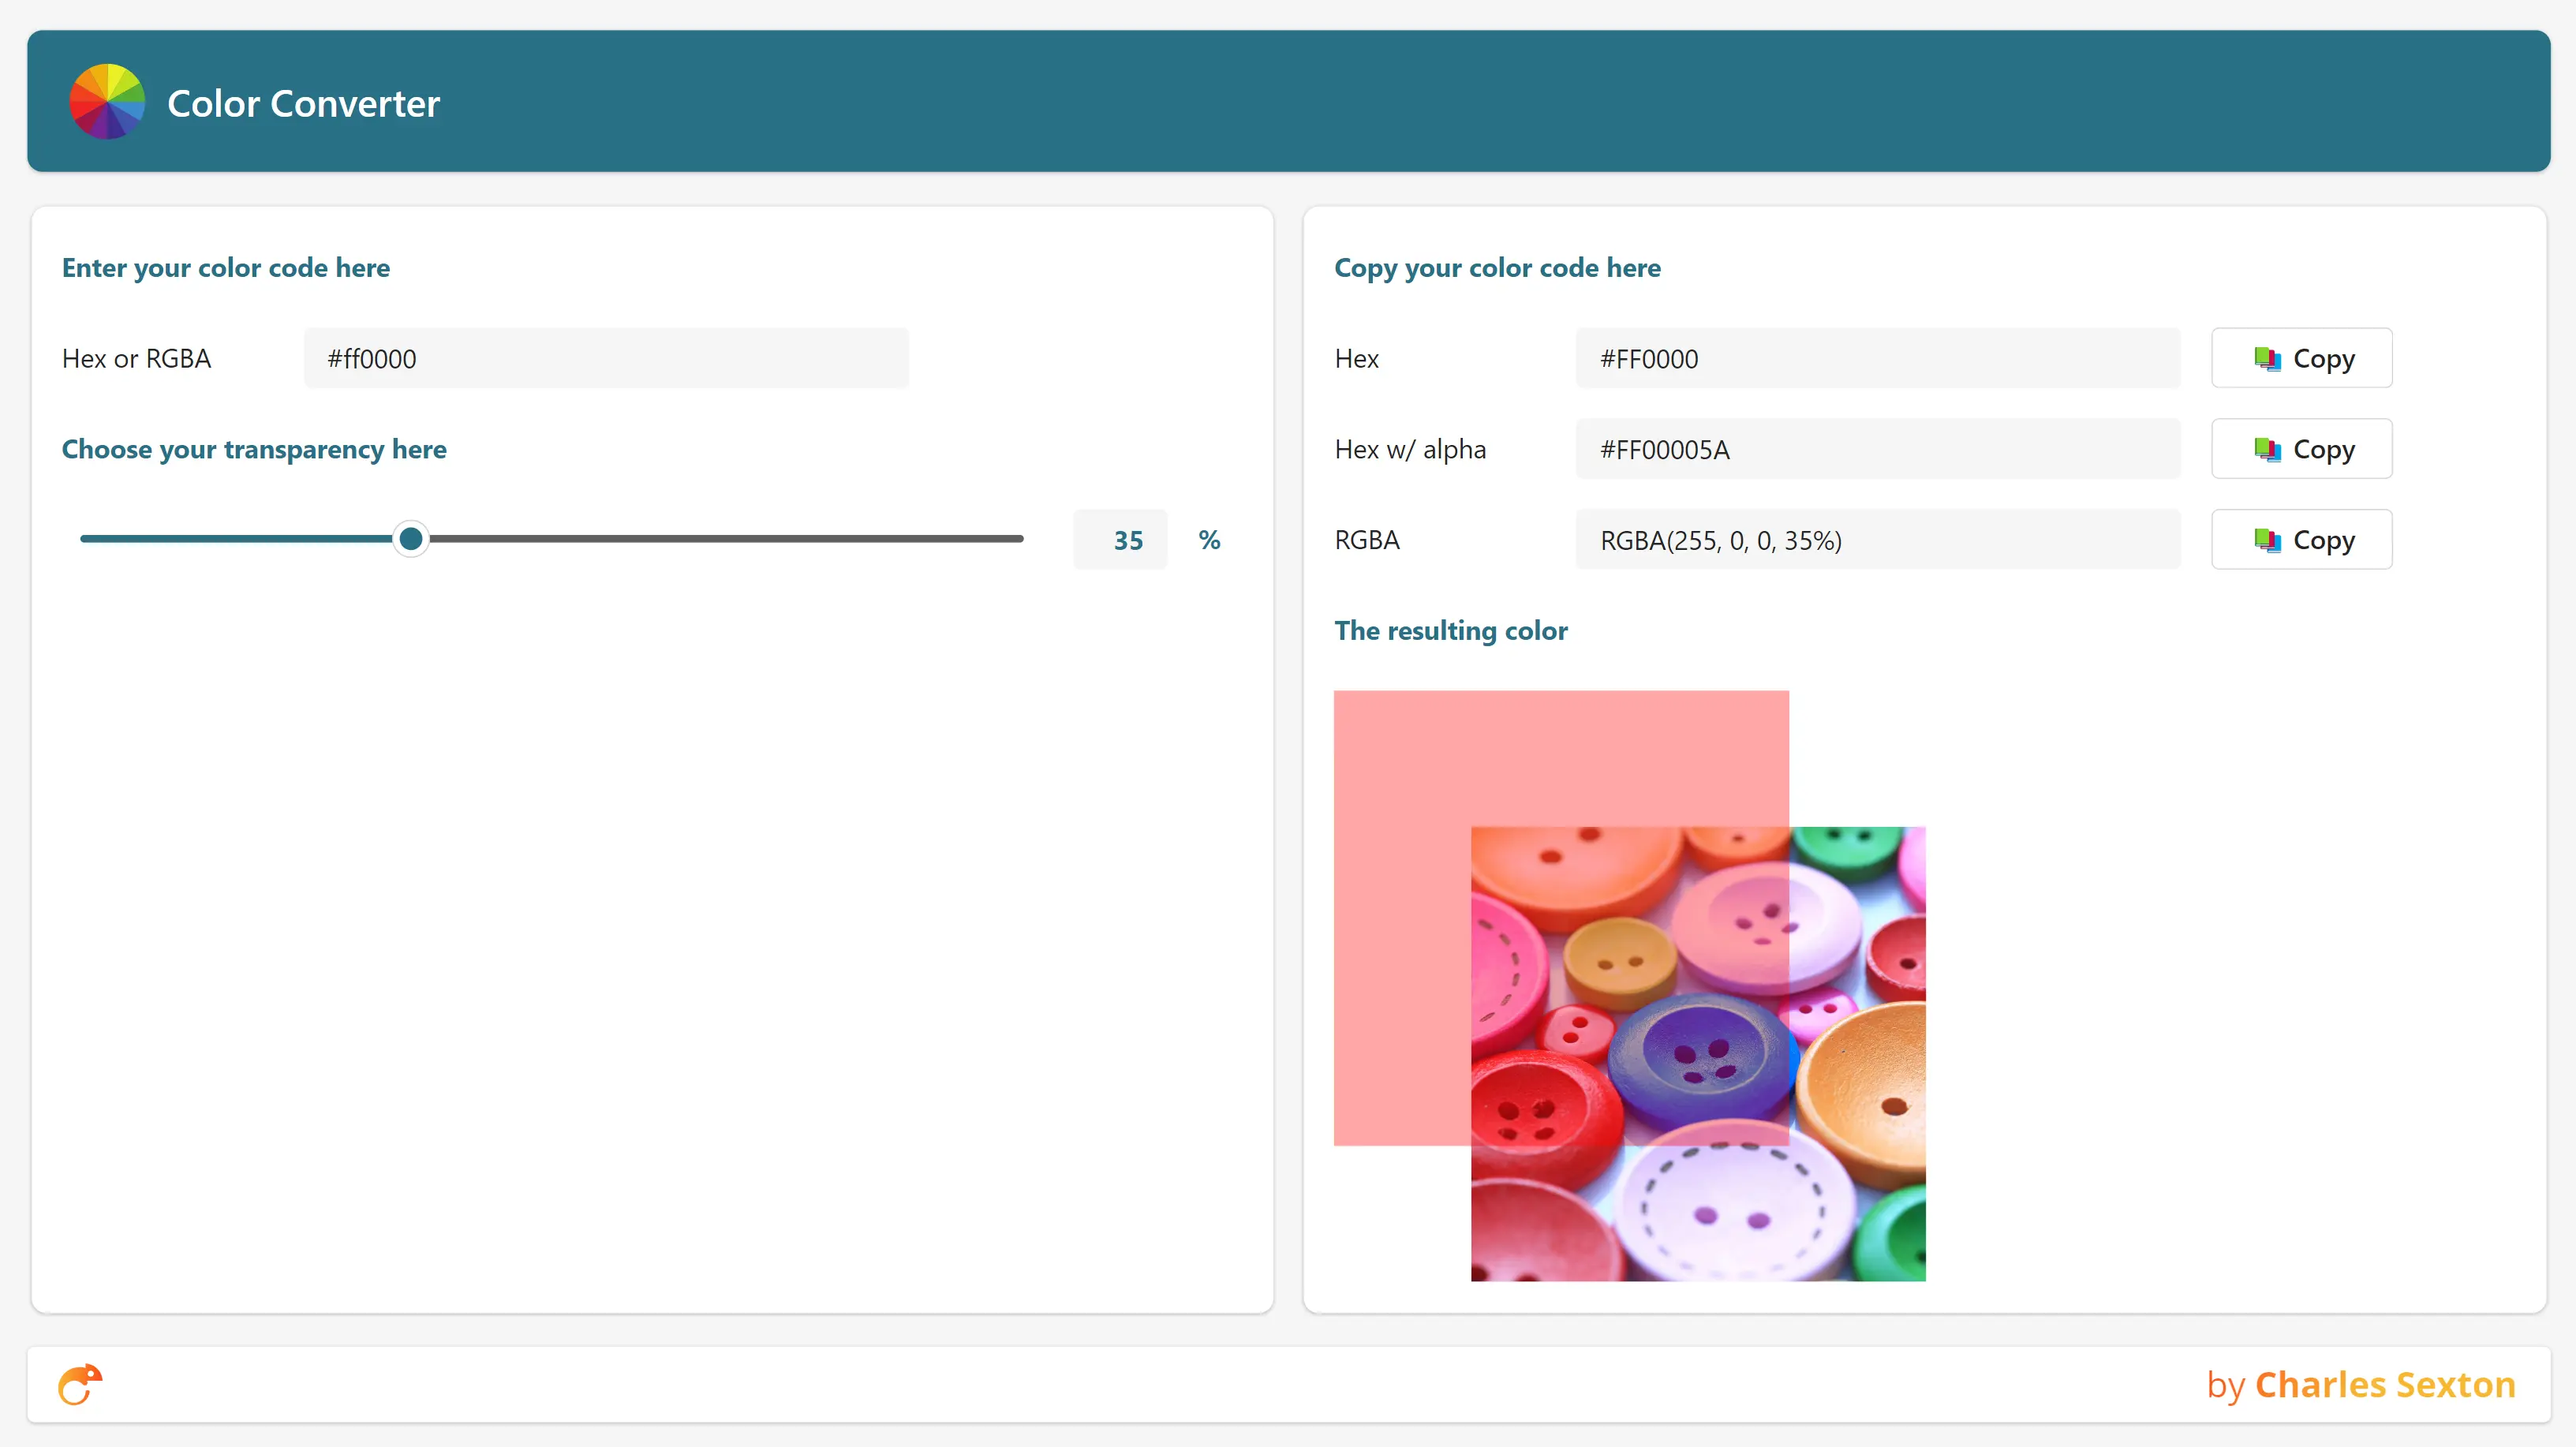 Color Converter
Enter your color code here
Hex or RGBA
#ff0000
Choose your transparency here
35 %
Copy your color code here
Hex
#FF0000
Copy
Hex w/ alpha
#FF00005A
Copy
RGBA
RGBA(255, 0, 0, 35%)
Copy
The resulting color
by Charles Sexton